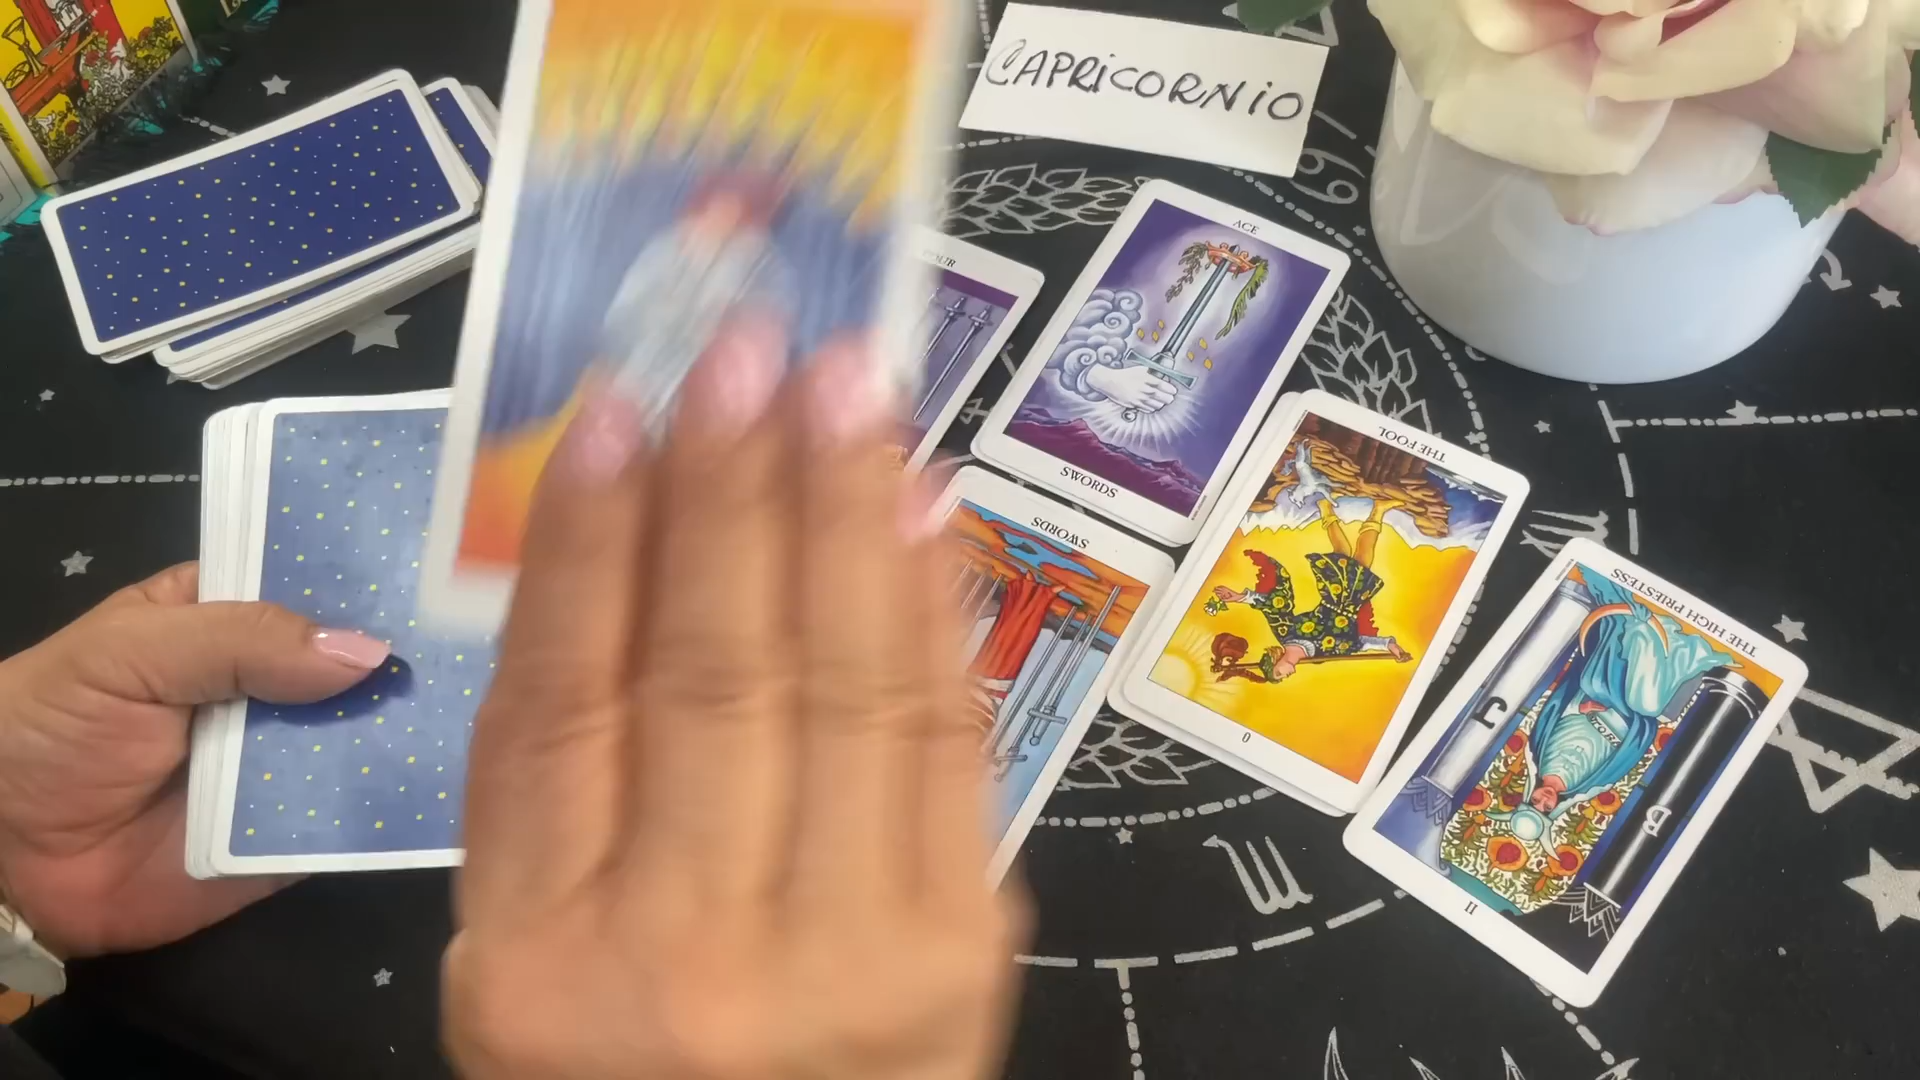 CAPRICORNIO
ACE
SWORDS
SWORDS
THE FOOL
0
THE HIGH PRIESTESS
J
B
II